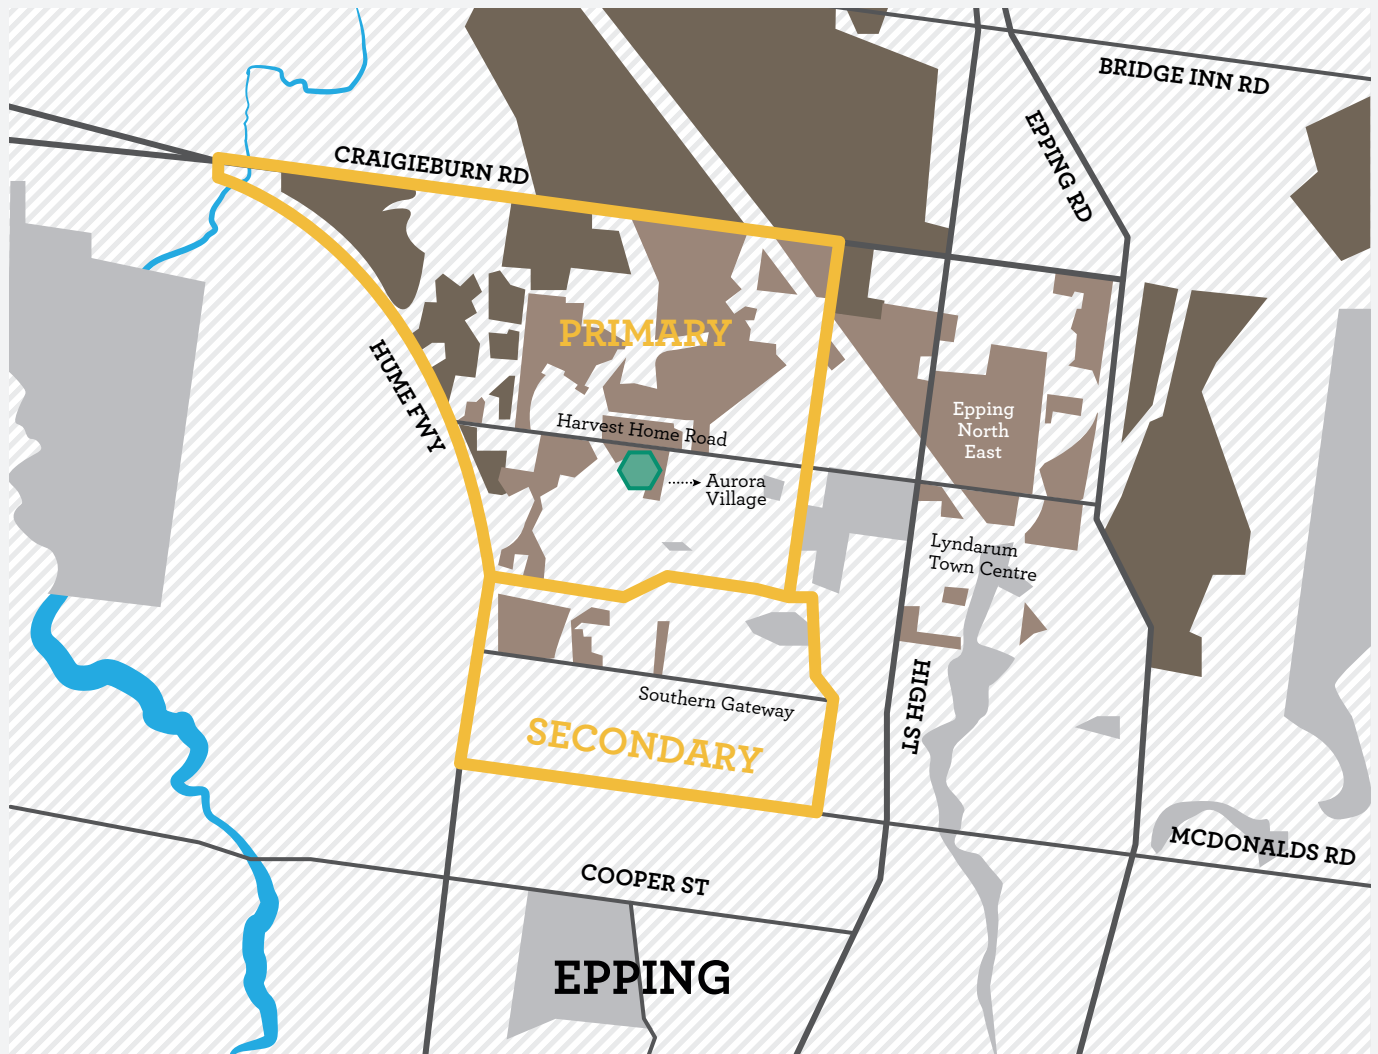 BRIDGE INN RD
EPPING RD
CRAIGIEBURN RD
PRIMARY
HUME FWY
Harvest Home Road
Epping
North
East
Aurora
Village
Lyndarum
Town Centre
Southern Gateway
HIGH ST
SECONDARY
MCDONALDS RD
COOPER ST
EPPING